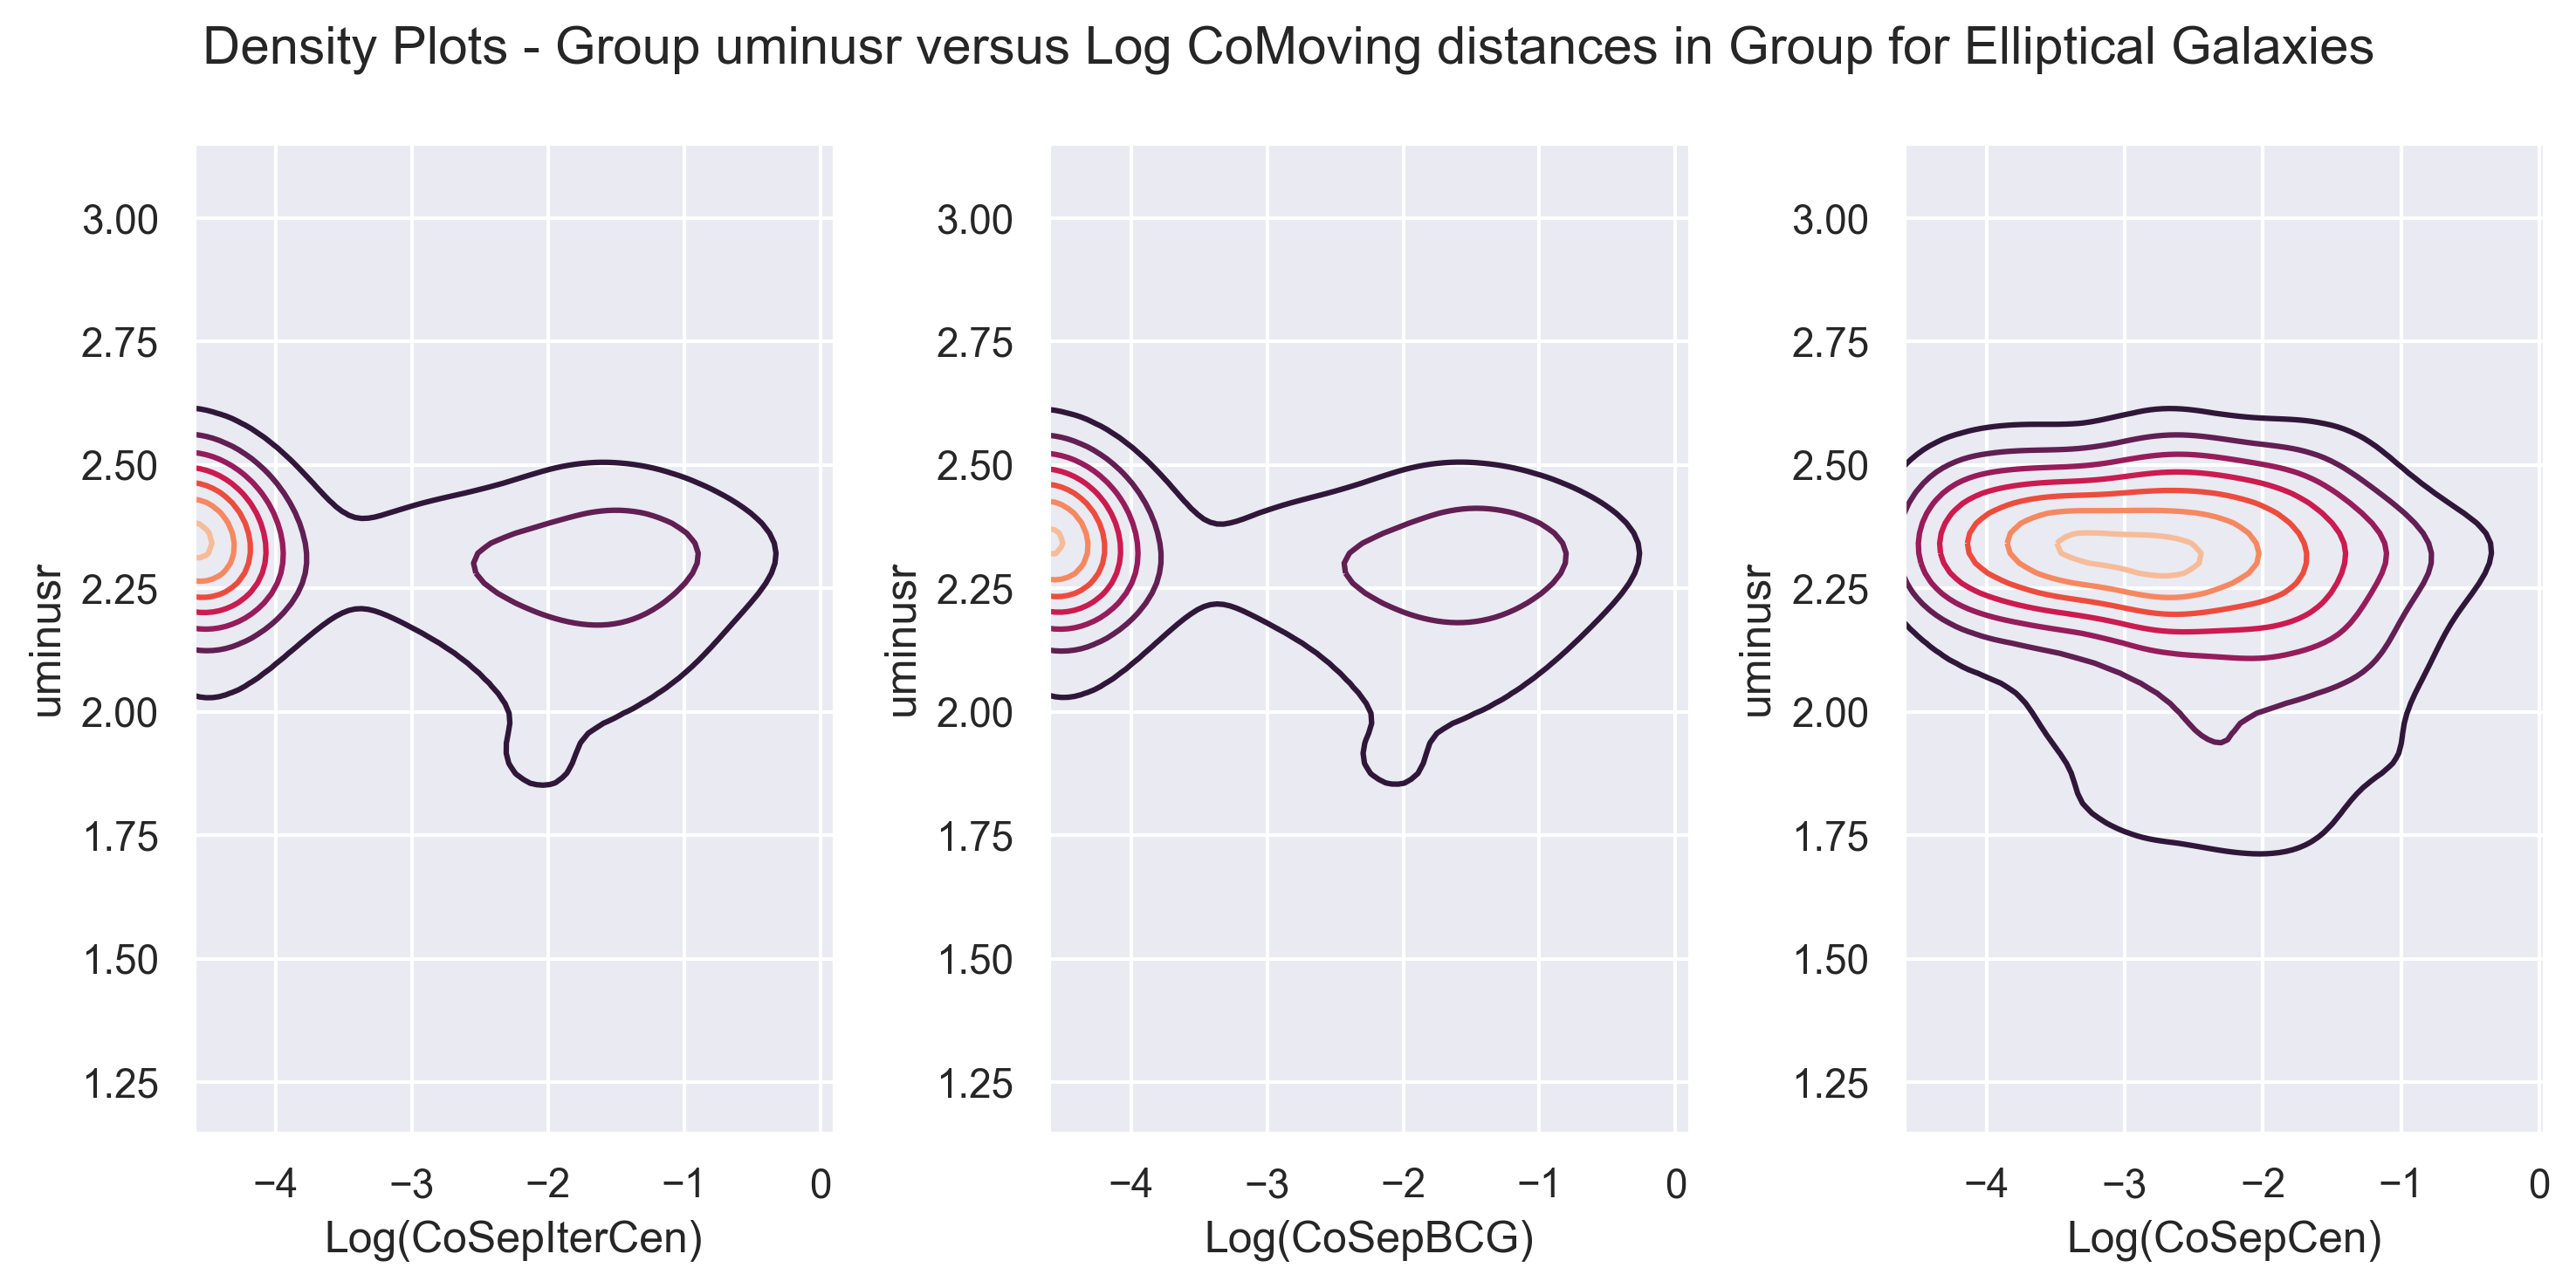 Density Plots - Group uminusr versus Log CoMoving distances in Group for Elliptical Galaxies
uminusr
3.00
2.75
2.50
2.25
2.00
1.75
1.50
1.25
−4 −3 −2 −1 0
Log(CoSepIterCen)
uminusr
3.00
2.75
2.50
2.25
2.00
1.75
1.50
1.25
−4 −3 −2 −1 0
Log(CoSepBCG)
uminusr
3.00
2.75
2.50
2.25
2.00
1.75
1.50
1.25
−4 −3 −2 −1 0
Log(CoSepCen)